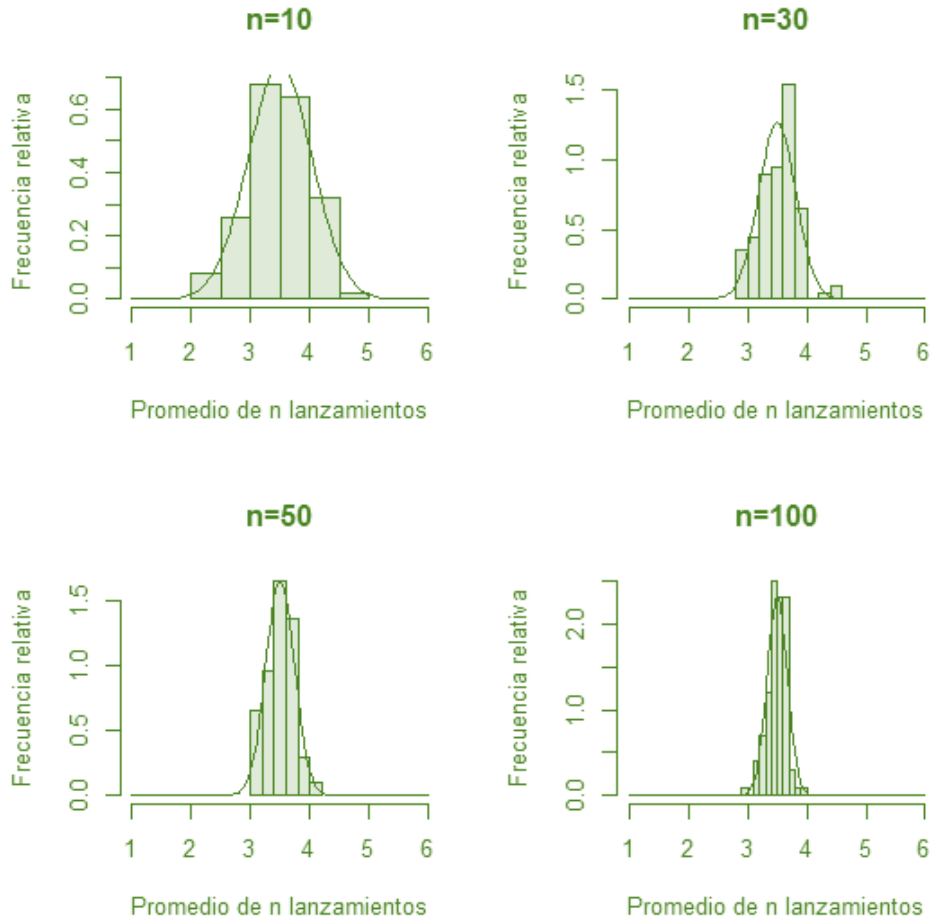 n=10
Frecuencia relativa
0.0 0.2 0.4 0.6
1 2 3 4 5 6
Promedio de n lanzamientos
n=30
Frecuencia relativa
0.0 0.5 1.0 1.5
1 2 3 4 5 6
Promedio de n lanzamientos
n=50
Frecuencia relativa
0.0 0.5 1.0 1.5
1 2 3 4 5 6
Promedio de n lanzamientos
n=100
Frecuencia relativa
0.0 1.0 2.0
1 2 3 4 5 6
Promedio de n lanzamientos